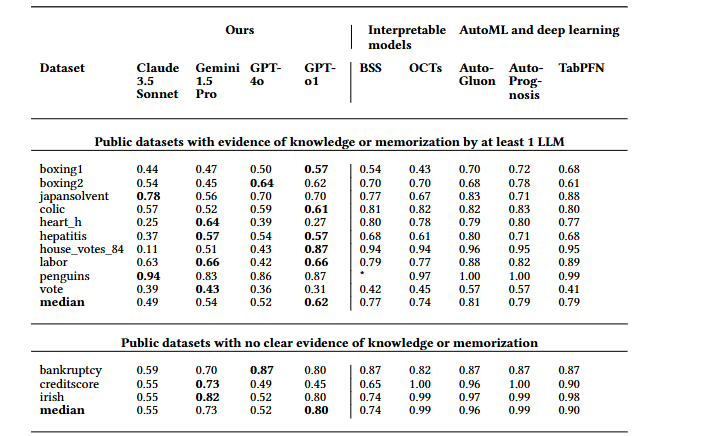 Ours Interpretable AutoML and deep learning
models
Dataset Claude Gemini GPT- GPT- BSS OCTs Auto- Auto- TabPFN
3.5 1.5 4o o1 Gluon Prog-
Sonnet Pro nosis
Public datasets with evidence of knowledge or memorization by at least 1 LLM
boxing1 0.44 0.47 0.50 0.57 0.54 0.43 0.70 0.72 0.68
boxing2 0.54 0.45 0.64 0.62 0.70 0.70 0.68 0.78 0.61
japansolvent 0.78 0.56 0.70 0.70 0.77 0.67 0.83 0.71 0.88
colic 0.57 0.52 0.59 0.61 0.81 0.82 0.82 0.83 0.80
heart_h 0.25 0.64 0.39 0.27 0.80 0.78 0.79 0.80 0.77
hepatitis 0.37 0.57 0.54 0.57 0.68 0.61 0.80 0.71 0.68
house_votes_84 0.11 0.51 0.43 0.87 0.94 0.94 0.96 0.95 0.95
labor 0.63 0.66 0.42 0.66 0.79 0.77 0.88 0.82 0.89
penguins 0.94 0.83 0.86 0.87 * 0.97 1.00 1.00 0.99
vote 0.39 0.43 0.36 0.31 0.42 0.45 0.57 0.57 0.41
median 0.49 0.54 0.52 0.62 0.77 0.74 0.81 0.79 0.79
Public datasets with no clear evidence of knowledge or memorization
bankruptcy 0.59 0.70 0.87 0.80 0.87 0.82 0.87 0.87 0.87
creditscore 0.55 0.73 0.49 0.45 0.65 1.00 0.96 1.00 0.90
irish 0.55 0.82 0.52 0.80 0.74 0.99 0.97 0.99 0.98
median 0.55 0.73 0.52 0.80 0.74 0.99 0.96 0.99 0.90